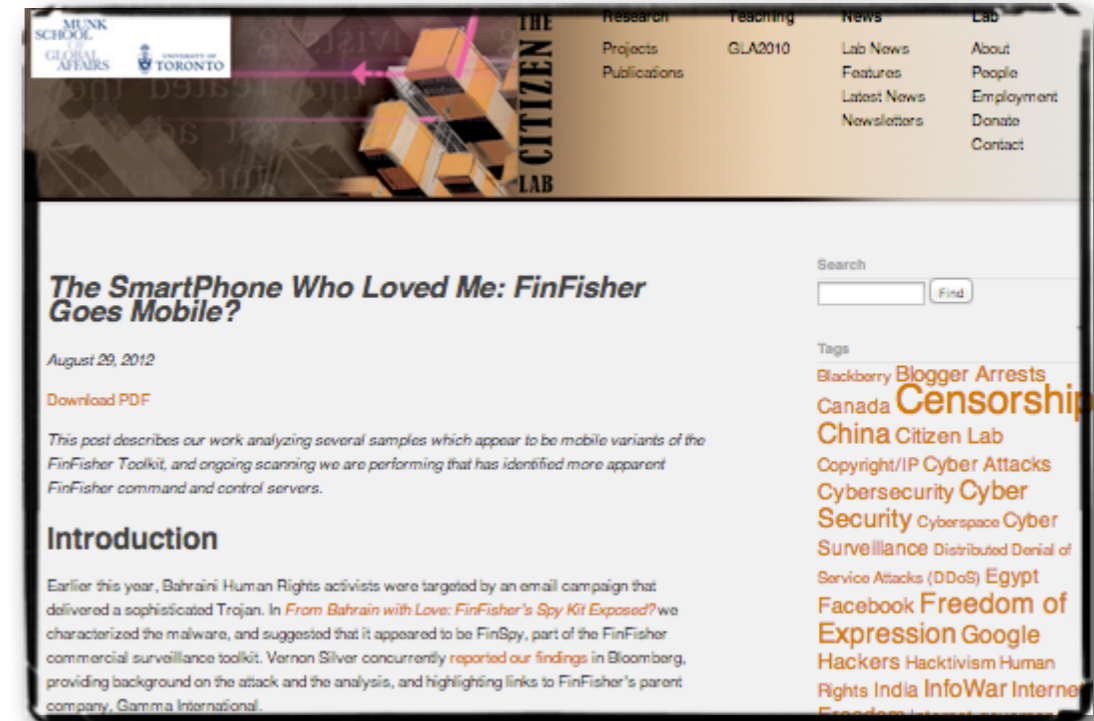 MUNK
SCHOOL
OF
GLOBAL
AFFAIRS
UNIVERSITY OF
TORONTO
THE CITIZEN LAB
Research
Projects
Publications
Teaching
GLA2010
News
Lab News
Features
Latest News
Newsletters
Lab
About
People
Employment
Donate
Contact
The SmartPhone Who Loved Me: FinFisher
Goes Mobile?
August 29, 2012
Download PDF
This post describes our work analyzing several samples which appear to be mobile variants of the
FinFisher Toolkit, and ongoing scanning we are performing that has identified more apparent
FinFisher command and control servers.
Introduction
Earlier this year, Bahraini Human Rights activists were targeted by an email campaign that
delivered a sophisticated Trojan. In From Bahrain with Love: FinFisher's Spy Kit Exposed? we
characterized the malware, and suggested that it appeared to be FinSpy, part of the FinFisher
commercial surveillance toolkit. Vernon Silver concurrently reported our findings in Bloomberg,
providing background on the attack and the analysis, and highlighting links to FinFisher's parent
company, Gamma International.
Search
Find
Tags
Blackberry Blogger Arrests
Canada Censorship
China Citizen Lab
Copyright/IP Cyber Attacks
Cybersecurity Cyber
Security Cyberspace Cyber
Surveillance Distributed Denial of
Service Attacks (DDoS) Egypt
Facebook Freedom of
Expression Google
Hackers Hacktivism Human
Rights India InfoWar Internet